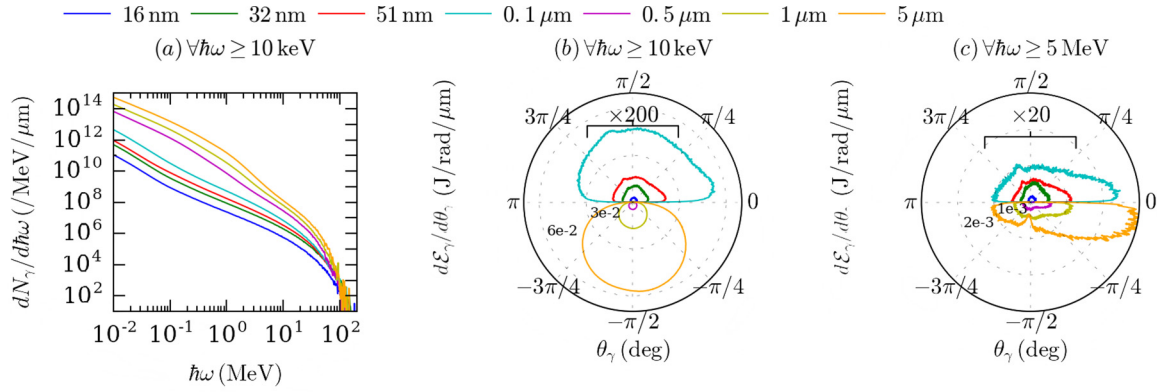 16 nm 32 nm 51 nm 0.1 μm 0.5 μm 1 μm 5 μm
(a) ∀ℏω ≥ 10 keV
10^14
10^12
10^10
10^8
10^6
10^4
10^2
dN_γ/dℏω (/MeV/μm)
10^-2 10^-1 10^0 10^1 10^2
ℏω (MeV)
(b) ∀ℏω ≥ 10 keV
π/2
3π/4 π/4
×200
π 0
3e-2
6e-2
−3π/4 −π/4
−π/2
dℰ_γ/dθ_γ (J/rad/μm)
θ_γ (deg)
(c) ∀ℏω ≥ 5 MeV
π/2
3π/4 π/4
×20
π 0
1e-3
2e-3
−3π/4 −π/4
−π/2
(J/rad/μm)
θ_γ (deg)